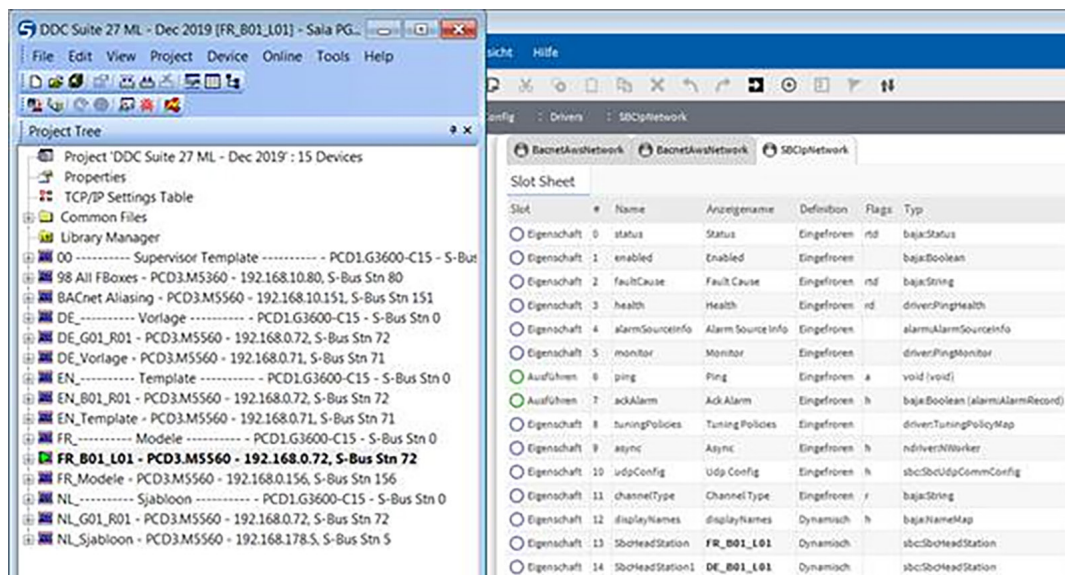 DDC Suite 27 ML - Dec 2019 [FR_B01_L01] - Saia PG...
File Edit View Project Device Online Tools Help
Project Tree
Project 'DDC Suite 27 ML - Dec 2019' : 15 Devices
Properties
TCP/IP Settings Table
Common Files
Library Manager
00 ---------- Supervisor Template ---------- - PCD1.G3600-C15 - S-Bus
98 All FBoxes - PCD3.M5360 - 192.168.10.80, S-Bus Stn 80
BACnet Aliasing - PCD3.M5560 - 192.168.10.151, S-Bus Stn 151
DE_---------- Vorlage ---------- - PCD1.G3600-C15 - S-Bus Stn 0
DE_G01_R01 - PCD3.M5560 - 192.168.0.72, S-Bus Stn 72
DE_Vorlage - PCD3.M5560 - 192.168.0.71, S-Bus Stn 71
EN_---------- Template ---------- - PCD1.G3600-C15 - S-Bus Stn 0
EN_B01_R01 - PCD3.M5560 - 192.168.0.72, S-Bus Stn 72
EN_Template - PCD3.M5560 - 192.168.0.71, S-Bus Stn 71
FR_---------- Modele ---------- - PCD1.G3600-C15 - S-Bus Stn 0
FR_B01_L01 - PCD3.M5560 - 192.168.0.72, S-Bus Stn 72
FR_Modele - PCD3.M5560 - 192.168.0.156, S-Bus Stn 156
NL_---------- Sjabloon ---------- - PCD1.G3600-C15 - S-Bus Stn 0
NL_G01_R01 - PCD3.M5560 - 192.168.0.72, S-Bus Stn 72
NL_Sjabloon - PCD3.M5560 - 192.168.178.5, S-Bus Stn 5
sicht Hilfe
onfig : Drivers : SBCIpNetwork
BacnetAwsNetwork BacnetAwsNetwork SBCIpNetwork
Slot Sheet
Slot # Name Anzeigename Definition Flags Typ
Eigenschaft 0 status Status Eingefroren rtd baja:Status
Eigenschaft 1 enabled Enabled Eingefroren baja:Boolean
Eigenschaft 2 faultCause Fault Cause Eingefroren rtd baja:String
Eigenschaft 3 health Health Eingefroren rd driver:PingHealth
Eigenschaft 4 alarmSourceInfo Alarm Source Info Eingefroren alarm:AlarmSourceInfo
Eigenschaft 5 monitor Monitor Eingefroren driver:PingMonitor
Ausführen 6 ping Ping Eingefroren a void (void)
Ausführen 7 ackAlarm Ack Alarm Eingefroren h baja:Boolean (alarm:AlarmRecord)
Eigenschaft 8 tuningPolicies Tuning Policies Eingefroren driver:TuningPolicyMap
Eigenschaft 9 async Async Eingefroren h ndriver:NWorker
Eigenschaft 10 udpConfig Udp Config Eingefroren h sbc:SbcUdpCommConfig
Eigenschaft 11 channelType Channel Type Eingefroren r baja:String
Eigenschaft 12 displayNames displayNames Dynamisch h baja:NameMap
Eigenschaft 13 SbcHeadStation FR_B01_L01 Dynamisch sbc:SbcHeadStation
Eigenschaft 14 SbcHeadStation1 DE_B01_L01 Dynamisch sbc:SbcHeadStation